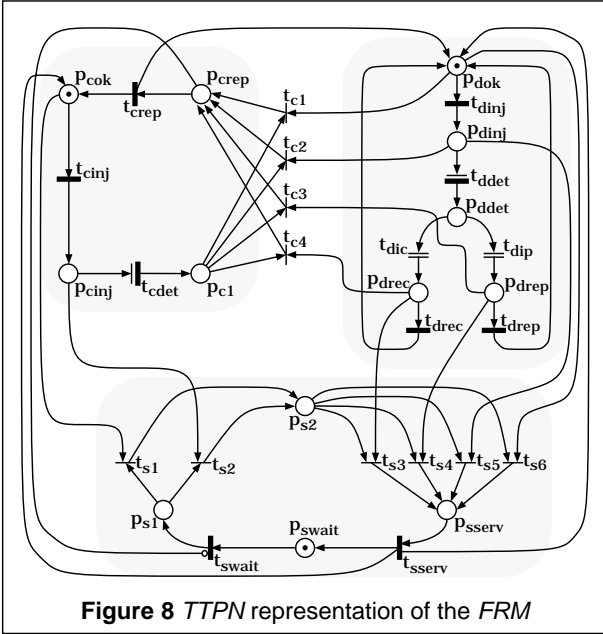 p_cok
p_crep
t_crep
t_c1
p_dok
t_dinj
t_c2
p_dinj
t_cinj
t_ddet
t_c3
p_ddet
t_c4
t_dic
t_dip
p_cinj
t_cdet
p_c1
p_drec
p_drep
t_drec
t_drep
p_s2
t_s1
t_s2
t_s3
t_s4
t_s5
t_s6
p_s1
p_swait
p_sserv
t_swait
t_sserv
Figure 8 TTPN representation of the FRM